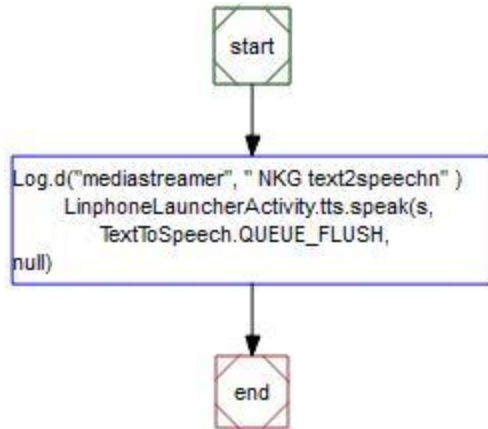 start
Log.d("mediastreamer", " NKG text2speechn" )
LinphoneLauncherActivity.tts.speak(s,
TextToSpeech.QUEUE_FLUSH,
null)
end